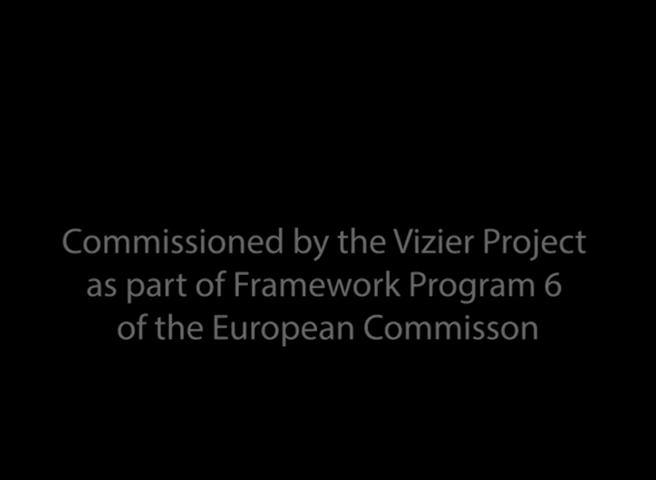 Commissioned by the Vizier Project
as part of Framework Program 6
of the European Commisson